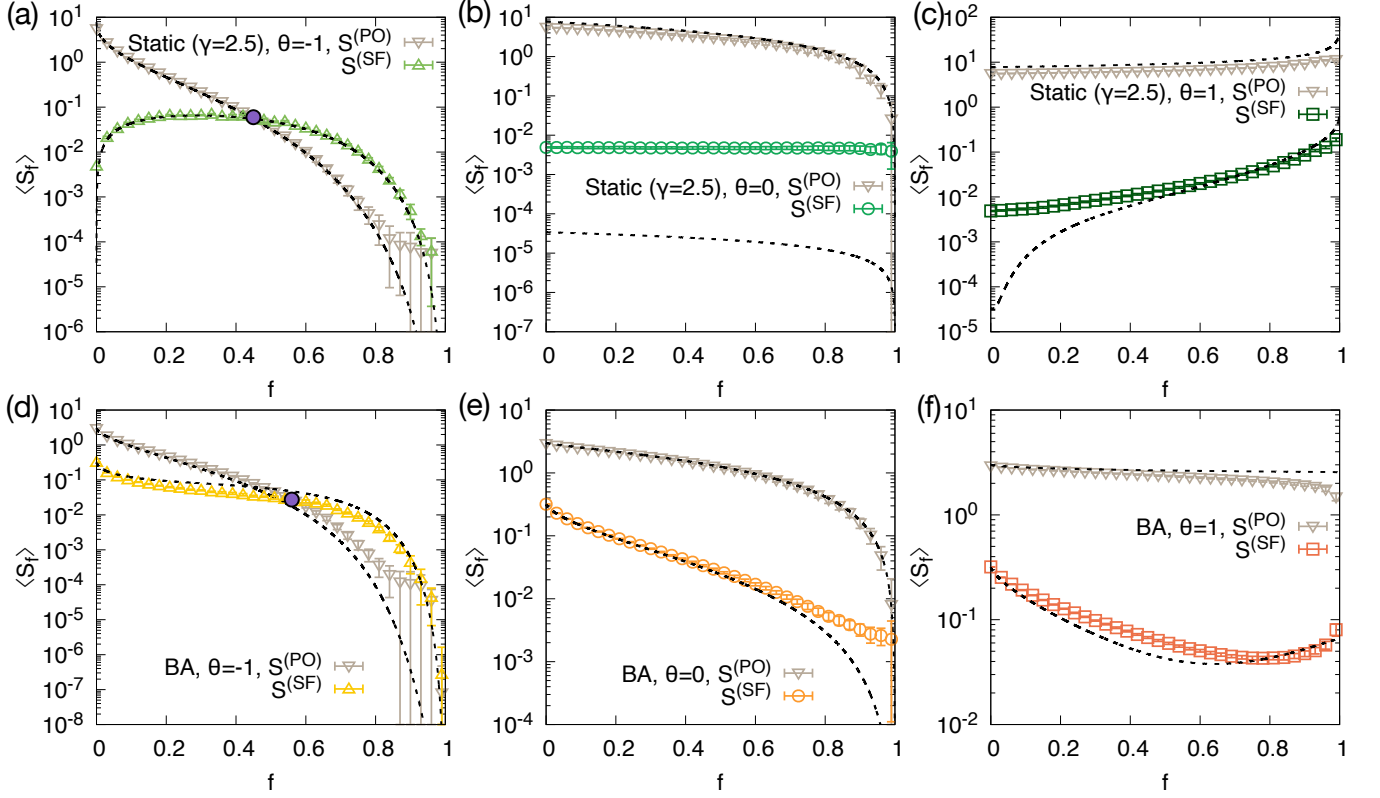 (a)
10^1
10^0
10^-1
10^-2
10^-3
10^-4
10^-5
10^-6
⟨S_f⟩
Static (γ=2.5), θ=-1, S^(PO)
S^(SF)
0 0.2 0.4 0.6 0.8 1
f
(b)
10^1
10^0
10^-1
10^-2
10^-3
10^-4
10^-5
10^-6
10^-7
⟨S_f⟩
Static (γ=2.5), θ=0, S^(PO)
S^(SF)
0 0.2 0.4 0.6 0.8 1
f
(c)
10^2
10^1
10^0
10^-1
10^-2
10^-3
10^-4
10^-5
⟨S_f⟩
Static (γ=2.5), θ=1, S^(PO)
S^(SF)
0 0.2 0.4 0.6 0.8 1
f
(d)
10^1
10^0
10^-1
10^-2
10^-3
10^-4
10^-5
10^-6
10^-7
10^-8
⟨S_f⟩
BA, θ=-1, S^(PO)
S^(SF)
0 0.2 0.4 0.6 0.8 1
f
(e)
10^1
10^0
10^-1
10^-2
10^-3
10^-4
⟨S_f⟩
BA, θ=0, S^(PO)
S^(SF)
0 0.2 0.4 0.6 0.8 1
f
(f)
10^1
10^0
10^-1
10^-2
⟨S_f⟩
BA, θ=1, S^(PO)
S^(SF)
0 0.2 0.4 0.6 0.8 1
f